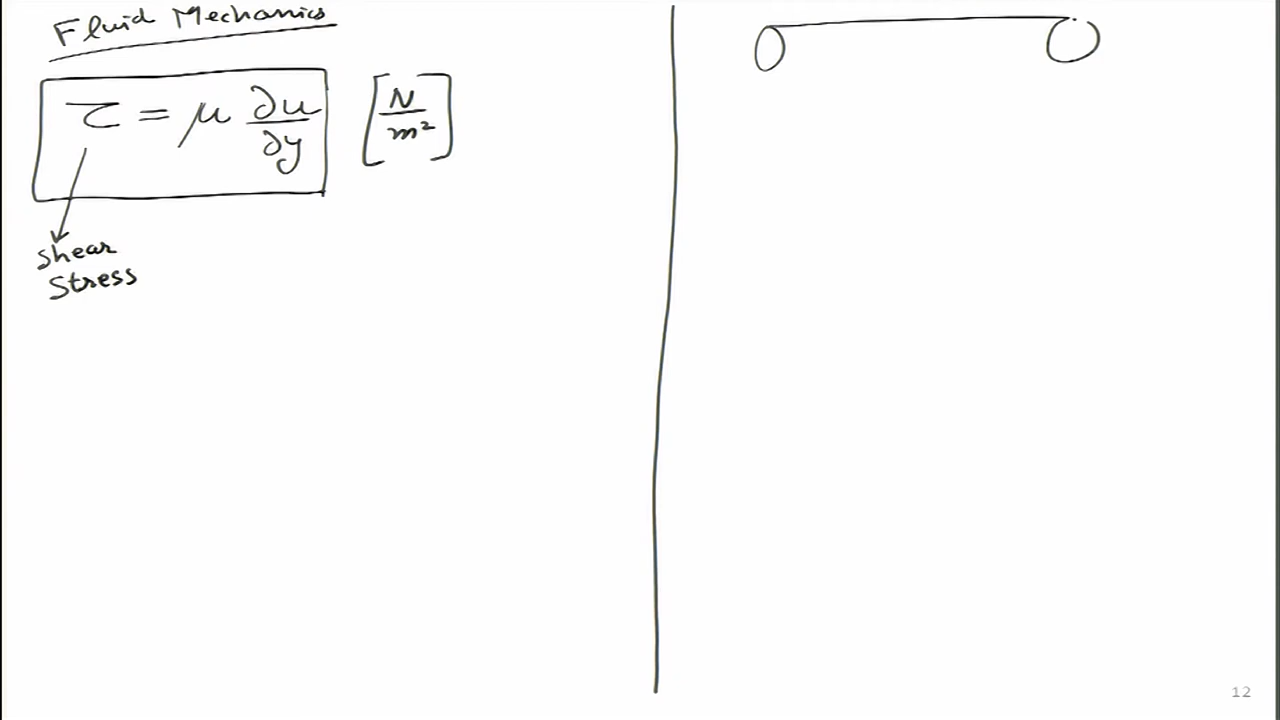 Fluid Mechanics
τ = μ ∂u/∂y [N/m²]
shear
stress
12